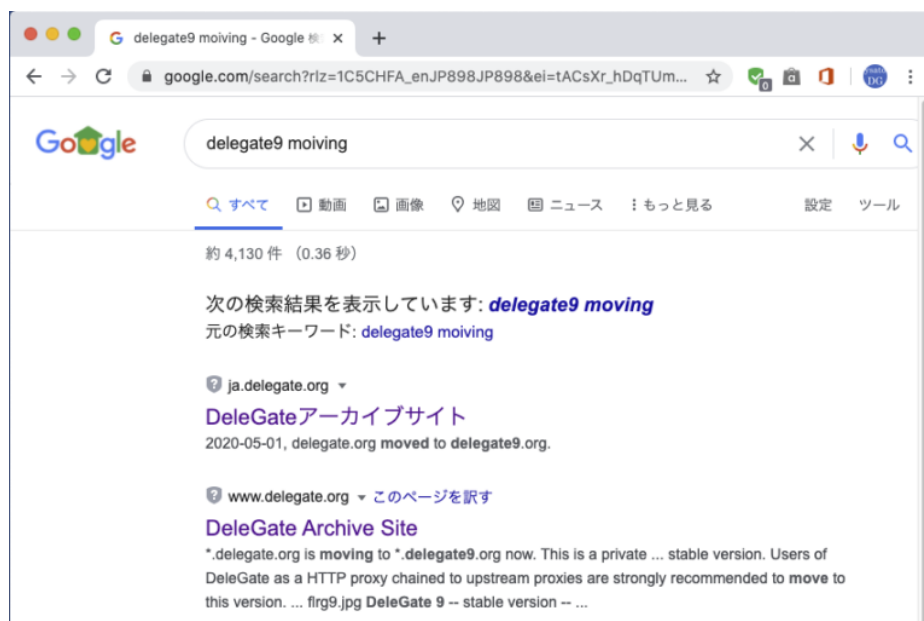 delegate9 moiving - Google 検
google.com/search?rlz=1C5CHFA_enJP898JP898&ei=tACsXr_hDqTUm...
0
DG
Google
delegate9 moiving
すべて 動画 画像 地図 ニュース もっと見る 設定 ツール
約 4,130 件 （0.36 秒）
次の検索結果を表示しています: delegate9 moving
元の検索キーワード: delegate9 moiving
ja.delegate.org
DeleGateアーカイブサイト
2020-05-01, delegate.org moved to delegate9.org.
www.delegate.org このページを訳す
DeleGate Archive Site
*.delegate.org is moving to *.delegate9.org now. This is a private ... stable version. Users of
DeleGate as a HTTP proxy chained to upstream proxies are strongly recommended to move to
this version. ... flrg9.jpg DeleGate 9 -- stable version -- ...